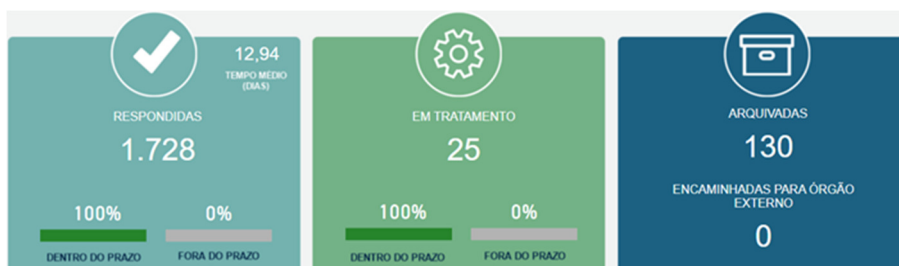 12,94
TEMPO MÉDIO
(DIAS)
RESPONDIDAS
1.728
100%
0%
DENTRO DO PRAZO
FORA DO PRAZO
EM TRATAMENTO
25
100%
0%
DENTRO DO PRAZO
FORA DO PRAZO
ARQUIVADAS
130
ENCAMINHADAS PARA ÓRGÃO
EXTERNO
0